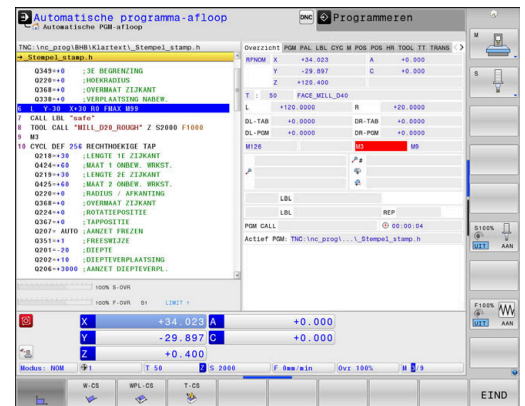 Automatische programma-afloop
Automatische PGM-afloop
DNC
Programmeren
TNC:\nc_prog\BHB\Klartext\_Stempel_stamp.h
→_Stempel_stamp.h
Q349=+0 ;3E BEGRENZING
Q220=+0 ;HOEKRADIUS
Q368=+0 ;OVERMAAT ZIJKANT
Q338=+0 ;VERPLAATSING NABEW.
6 L Y-30 X+30 R0 FMAX M99
7 CALL LBL "safe"
8 TOOL CALL "MILL_D20_ROUGH" Z S2000 F1000
9 M3
10 CYCL DEF 256 RECHTHOEKIGE TAP
Q218=+30 ;LENGTE 1E ZIJKANT
Q424=+60 ;MAAT 1 ONBEW. WRKST.
Q219=+30 ;LENGTE 2E ZIJKANT
Q425=+60 ;MAAT 2 ONBEW. WRKST.
Q220=+0 ;RADIUS / AFKANTING
Q368=+0 ;OVERMAAT ZIJKANT
Q224=+0 ;ROTATIEPOSITIE
Q367=+0 ;TAPPOSITIE
Q207= AUTO ;AANZET FREZEN
Q351=+1 ;FREESWIJZE
Q201=-20 ;DIEPTE
Q202=+10 ;DIEPTEVERPLAATSING
Q206=+3000 ;AANZET DIEPTEVERPL.
100% S-OVR
100% F-OVR S1 LIMIT 1
Overzicht PGM PAL LBL CYC M POS POS HR TOOL TT TRANS
RFNOM X +34.023 A +0.000
Y -29.897 C +0.000
Z +120.400
T : 50 FACE_MILL_D40
L +120.0000 R +20.0000
DL-TAB +0.0000 DR-TAB +0.0000
DL-PGM +0.0000 DR-PGM +0.0000
M126 M3 M9
P #
LBL
LBL REP
PGM CALL 00:00:04
Actief PGM: TNC:\nc_prog\...\_Stempel_stamp.h
X +34.023 A +0.000
Y -29.897 C +0.000
Z +0.400
Modus: NOM 1 T 50 Z S 2000 F 0mm/min Ovr 100% M 3/9
M
S
S100%
UIT AAN
F100%
UIT AAN
W-CS WPL-CS T-CS
EIND